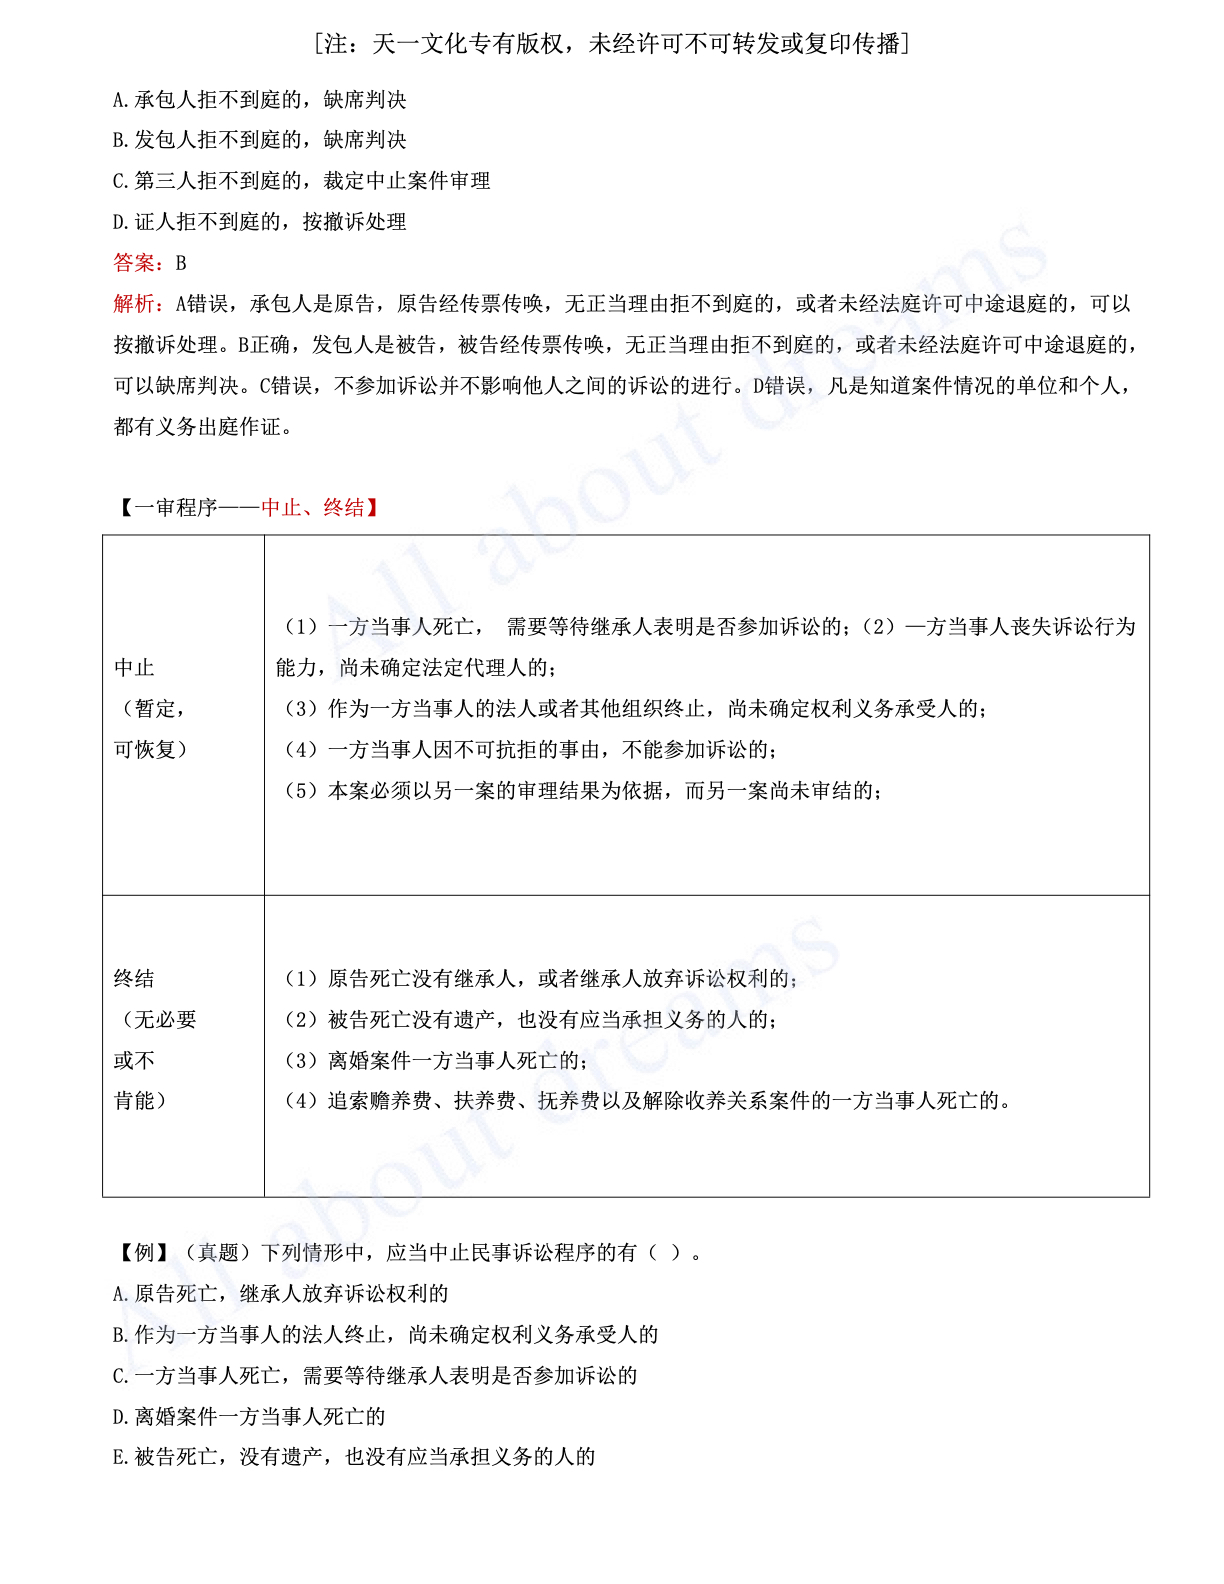 [注：天一文化专有版权，未经许可不可转发或复印传播]
A.承包人拒不到庭的，缺席判决
B.发包人拒不到庭的，缺席判决
C.第三人拒不到庭的，裁定中止案件审理
D.证人拒不到庭的，按撤诉处理
答案：B
解析：A错误，承包人是原告，原告经传票传唤，无正当理由拒不到庭的，或者未经法庭许可中途退庭的，可以
按撤诉处理。B正确，发包人是被告，被告经传票传唤，无正当理由拒不到庭的，或者未经法庭许可中途退庭的，
可以缺席判决。C错误，不参加诉讼并不影响他人之间的诉讼的进行。D错误，凡是知道案件情况的单位和个人，
都有义务出庭作证。
【一审程序——中止、终结】
中止
（暂定，
可恢复）
（1）一方当事人死亡， 需要等待继承人表明是否参加诉讼的；（2）—方当事人丧失诉讼行为
能力，尚未确定法定代理人的；
（3）作为一方当事人的法人或者其他组织终止，尚未确定权利义务承受人的；
（4）一方当事人因不可抗拒的事由，不能参加诉讼的；
（5）本案必须以另一案的审理结果为依据，而另一案尚未审结的；
终结
（无必要
或不
肯能）
（1）原告死亡没有继承人，或者继承人放弃诉讼权利的；
（2）被告死亡没有遗产，也没有应当承担义务的人的；
（3）离婚案件一方当事人死亡的；
（4）追索赡养费、扶养费、抚养费以及解除收养关系案件的一方当事人死亡的。
【例】（真题）下列情形中，应当中止民事诉讼程序的有（ ）。
A.原告死亡，继承人放弃诉讼权利的
B.作为一方当事人的法人终止，尚未确定权利义务承受人的
C.一方当事人死亡，需要等待继承人表明是否参加诉讼的
D.离婚案件一方当事人死亡的
E.被告死亡，没有遗产，也没有应当承担义务的人的
All about dreams
All about dreams